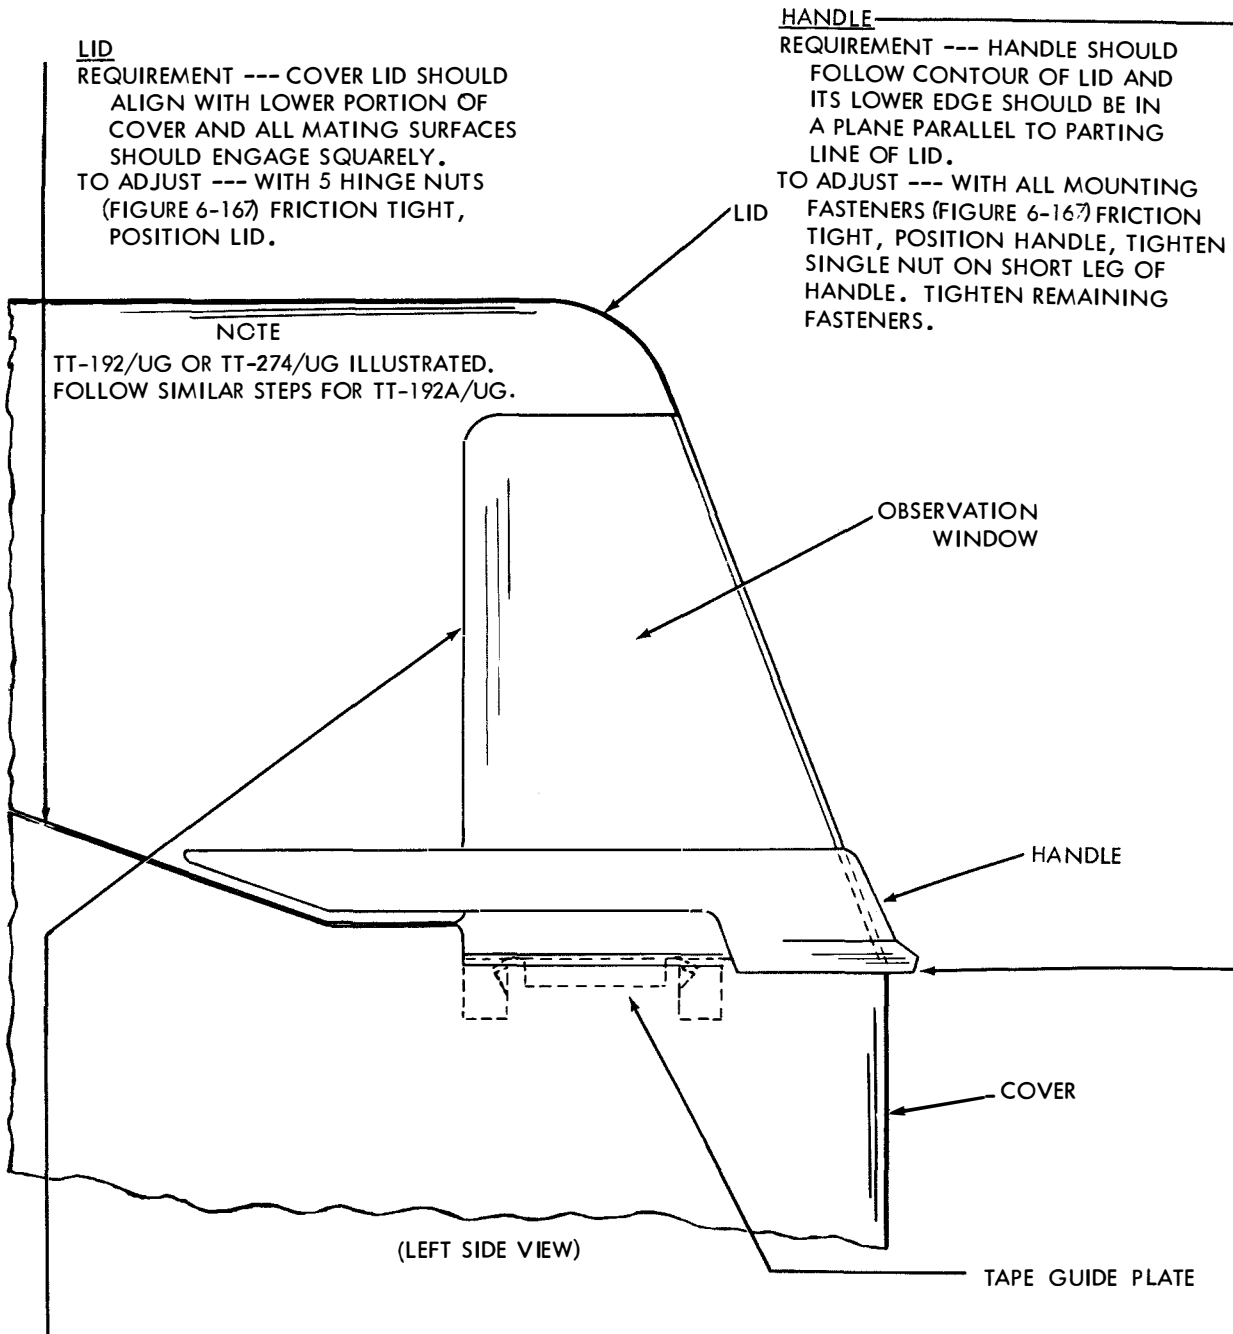 LID
REQUIREMENT --- COVER LID SHOULD
ALIGN WITH LOWER PORTION OF
COVER AND ALL MATING SURFACES
SHOULD ENGAGE SQUARELY.
TO ADJUST --- WITH 5 HINGE NUTS
(FIGURE 6-167) FRICTION TIGHT,
POSITION LID.
HANDLE
REQUIREMENT --- HANDLE SHOULD
FOLLOW CONTOUR OF LID AND
ITS LOWER EDGE SHOULD BE IN
A PLANE PARALLEL TO PARTING
LINE OF LID.
TO ADJUST --- WITH ALL MOUNTING
FASTENERS (FIGURE 6-167) FRICTION
TIGHT, POSITION HANDLE, TIGHTEN
SINGLE NUT ON SHORT LEG OF
HANDLE. TIGHTEN REMAINING
FASTENERS.
LID
NOTE
TT-192/UG OR TT-274/UG ILLUSTRATED.
FOLLOW SIMILAR STEPS FOR TT-192A/UG.
OBSERVATION
WINDOW
HANDLE
COVER
(LEFT SIDE VIEW)
TAPE GUIDE PLATE